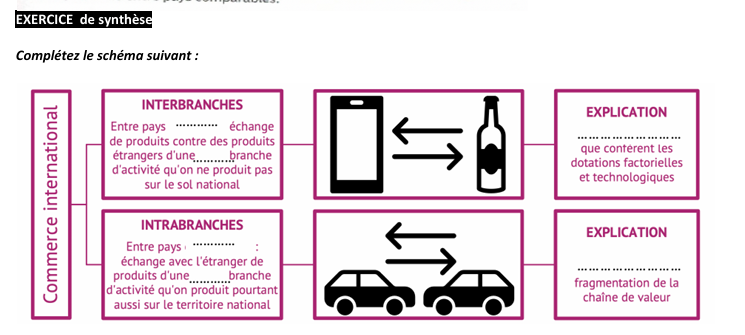 pays comparables.
EXERCICE de synthèse
Complétez le schéma suivant :
Commerce international
INTERBRANCHES
Entre pays ………… échange
de produits contre des produits
étrangers d'une………..branche
d'activité qu'on ne produit pas
sur le sol national
EXPLICATION
……………………………
que confèrent les
dotations factorielles
et technologiques
INTRABRANCHES
Entre pays ………… :
échange avec l'étranger de
produits d'une………..branche
d'activité qu'on produit pourtant
aussi sur le territoire national
EXPLICATION
……………………………
fragmentation de la
chaîne de valeur